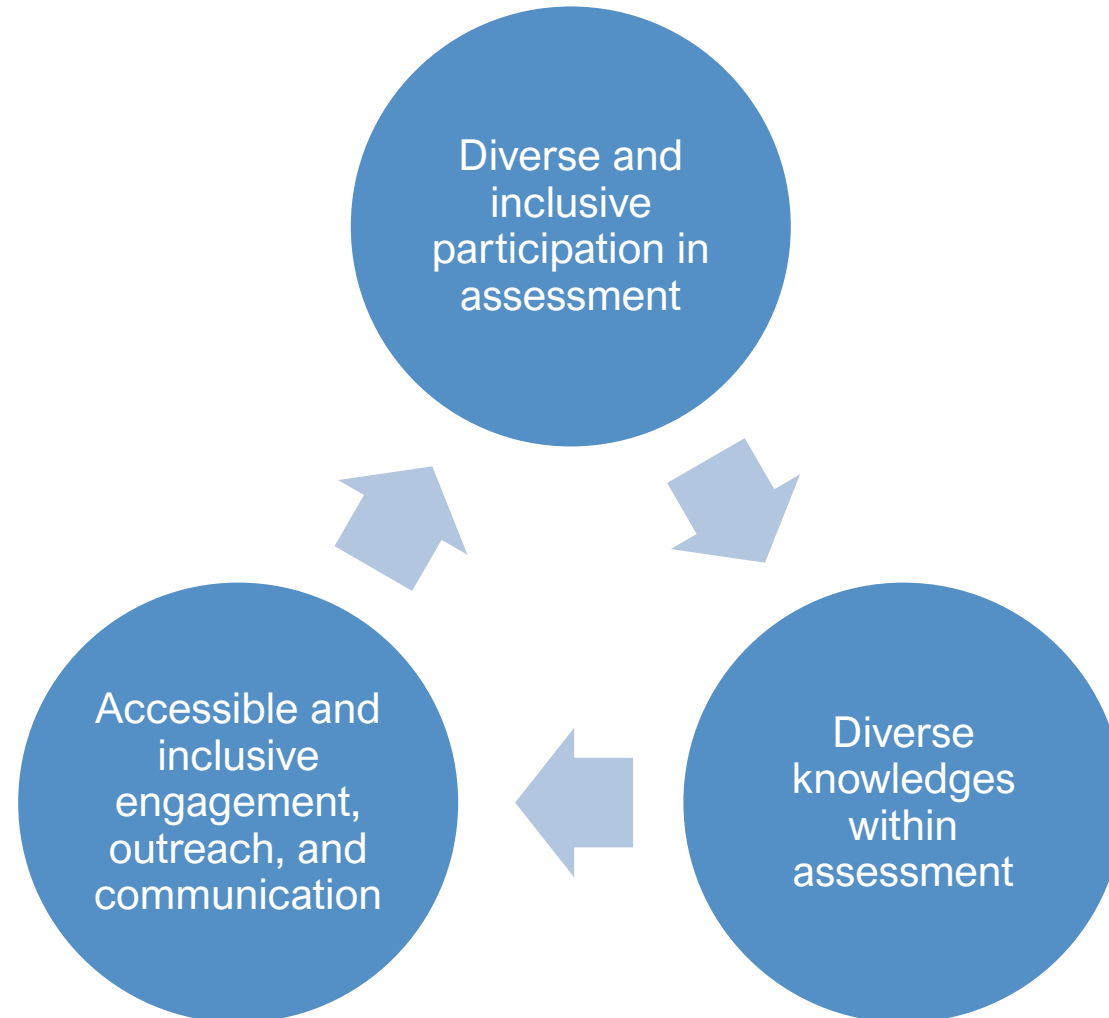 Diverse and
inclusive
participation in
assessment
Diverse
knowledges
within
assessment
Accessible and
inclusive
engagement,
outreach, and
communication